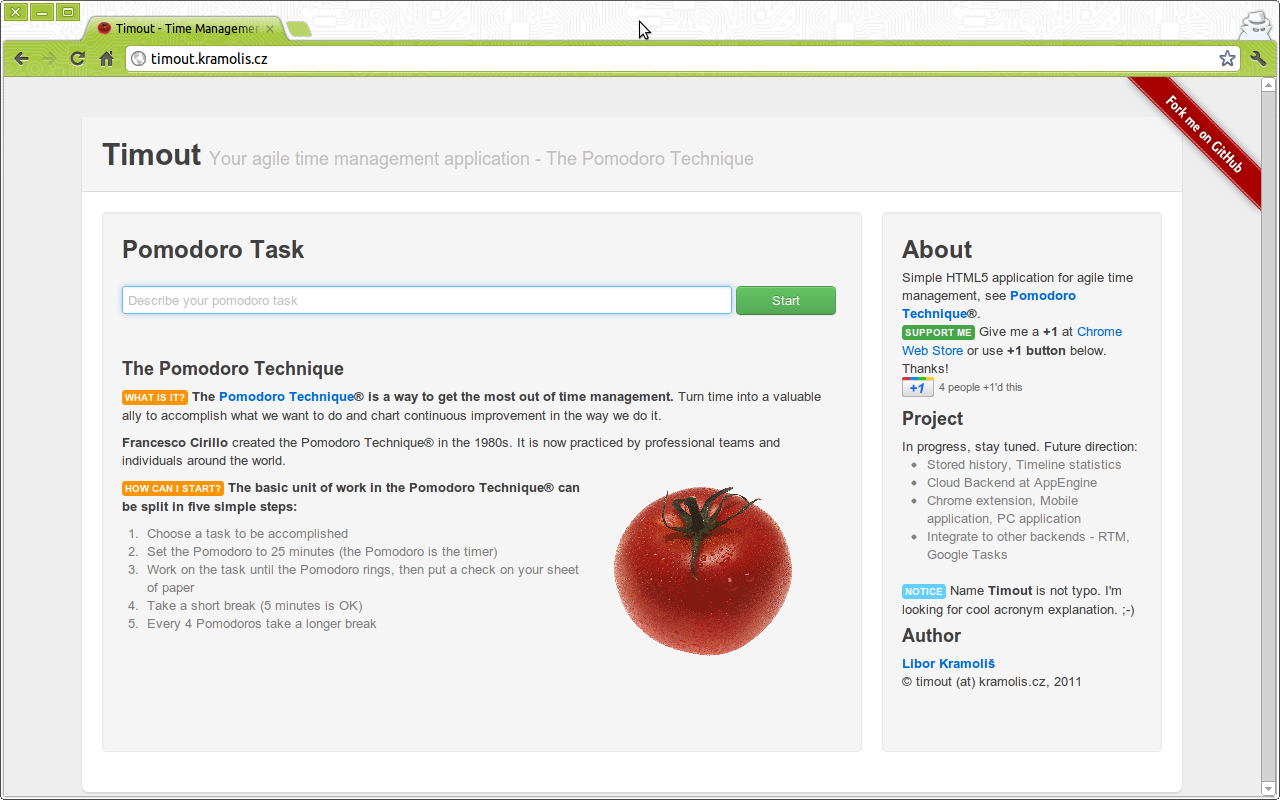 Timout - Time Managemen
timout.kramolis.cz
Fork me on GitHub
Timout Your agile time management application - The Pomodoro Technique
Pomodoro Task
Describe your pomodoro task
Start
The Pomodoro Technique
WHAT IS IT? The Pomodoro Technique® is a way to get the most out of time management. Turn time into a valuable
ally to accomplish what we want to do and chart continuous improvement in the way we do it.
Francesco Cirillo created the Pomodoro Technique® in the 1980s. It is now practiced by professional teams and
individuals around the world.
HOW CAN I START? The basic unit of work in the Pomodoro Technique® can
be split in five simple steps:
1. Choose a task to be accomplished
2. Set the Pomodoro to 25 minutes (the Pomodoro is the timer)
3. Work on the task until the Pomodoro rings, then put a check on your sheet
of paper
4. Take a short break (5 minutes is OK)
5. Every 4 Pomodoros take a longer break
About
Simple HTML5 application for agile time
management, see Pomodoro
Technique®.
SUPPORT ME Give me a +1 at Chrome
Web Store or use +1 button below.
Thanks!
+1 4 people +1'd this
Project
In progress, stay tuned. Future direction:
• Stored history, Timeline statistics
• Cloud Backend at AppEngine
• Chrome extension, Mobile
application, PC application
• Integrate to other backends - RTM,
Google Tasks
NOTICE Name Timout is not typo. I'm
looking for cool acronym explanation. ;-)
Author
Libor Kramoliš
© timout (at) kramolis.cz, 2011